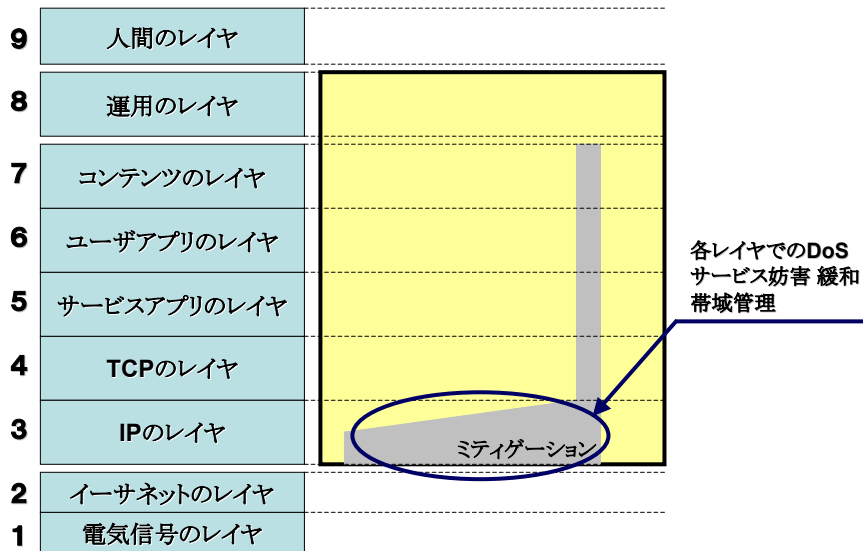 9 人間のレイヤ
8 運用のレイヤ
7 コンテンツのレイヤ
6 ユーザアプリのレイヤ
5 サービスアプリのレイヤ
4 TCPのレイヤ
3 IPのレイヤ
2 イーサネットのレイヤ
1 電気信号のレイヤ
ミティゲーション
各レイヤでのDoS
サービス妨害 緩和
帯域管理